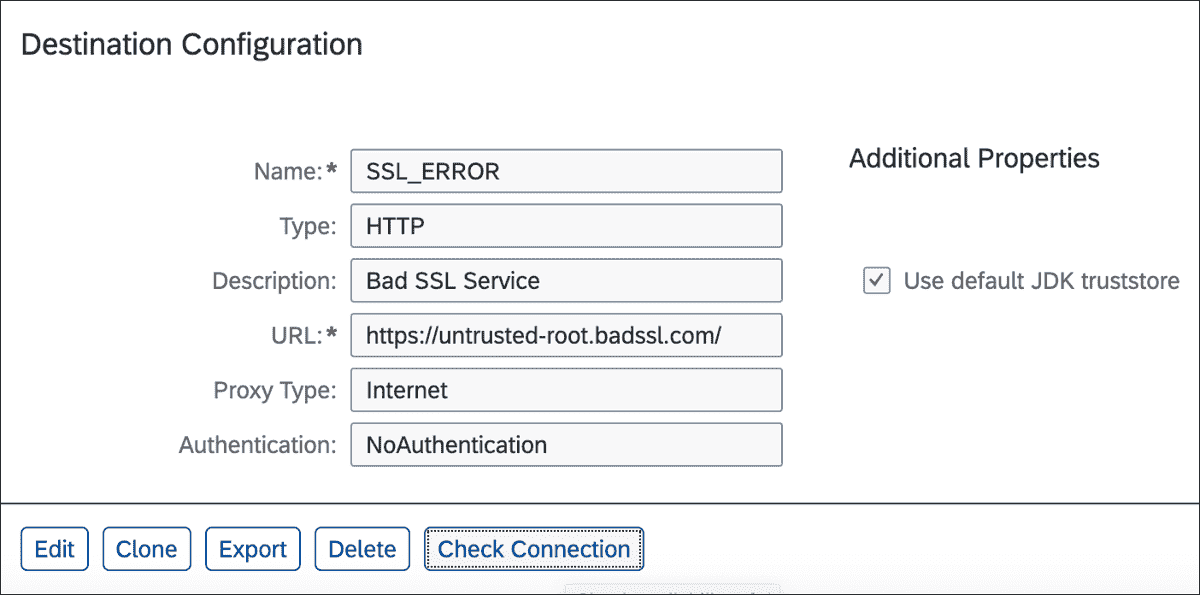 Destination Configuration
Name:* SSL_ERROR
Type: HTTP
Description: Bad SSL Service
URL:* https://untrusted-root.badssl.com/
Proxy Type: Internet
Authentication: NoAuthentication
Additional Properties
Use default JDK truststore
Edit Clone Export Delete Check Connection